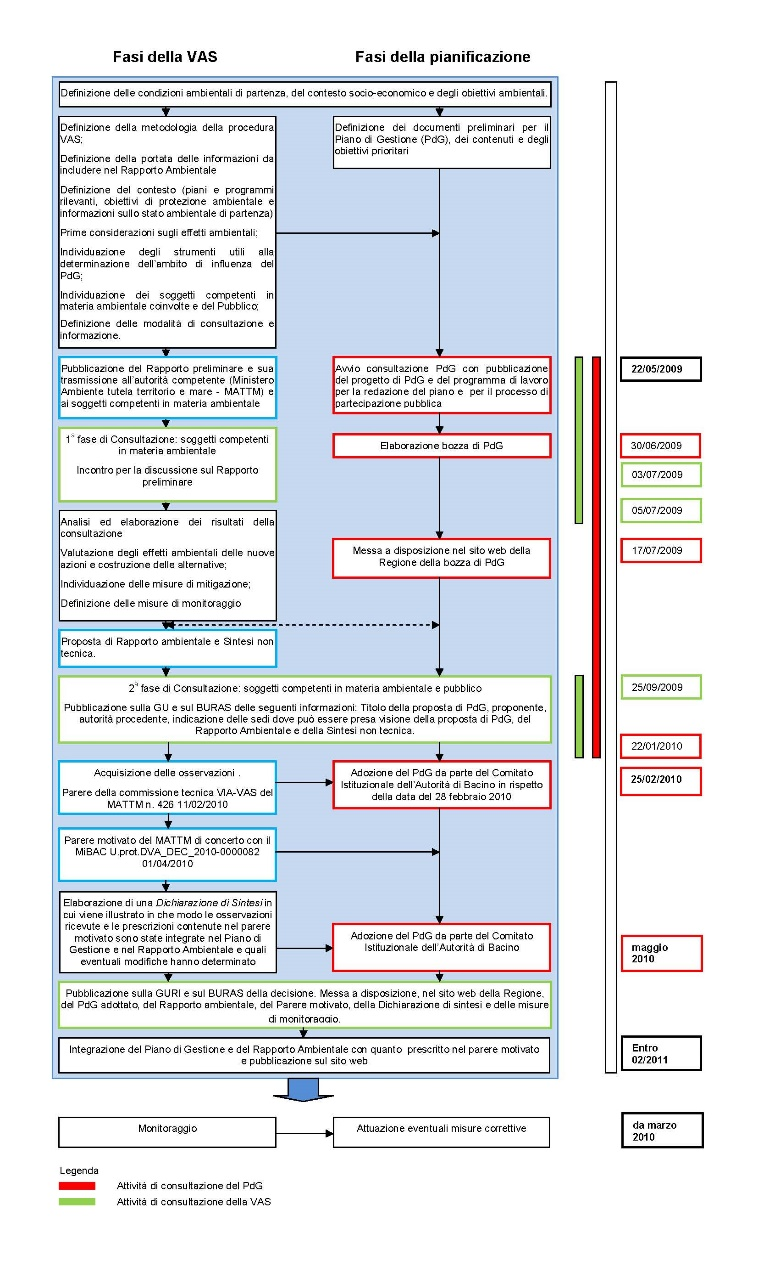 Fasi della VAS
Fasi della pianificazione
Definizione delle condizioni ambientali di partenza, del contesto socio-economico e degli obiettivi ambientali.
Definizione della metodologia della procedura
VAS;
Definizione della portata delle informazioni da
includere nel Rapporto Ambientale
Definizione del contesto (piani e programmi
rilevanti, obiettivi di protezione ambientale e
informazioni sullo stato ambientale di partenza)
Prime considerazioni sugli effetti ambientali;
Individuazione degli strumenti utili alla
determinazione dell'ambito di influenza del
PdG;
Individuazione dei soggetti competenti in
materia ambientale coinvolte e del Pubblico;
Definizione delle modalità di consultazione e
informazione.
Definizione dei documenti preliminari per il
Piano di Gestione (PdG), dei contenuti e degli
obiettivi prioritari
Pubblicazione del Rapporto preliminare e sua
trasmissione all'autorità competente (Ministero
Ambiente tutela territorio e mare - MATTM) e
ai soggetti competenti in materia ambientale
Avvio consultazione PdG con pubblicazione
del progetto di PdG e del programma di lavoro
per la redazione del piano e per il processo di
partecipazione pubblica
22/05/2009
1ª fase di Consultazione: soggetti competenti
in materia ambientale
Incontro per la discussione sul Rapporto
preliminare
Elaborazione bozza di PdG
30/06/2009
03/07/2009
05/07/2009
Analisi ed elaborazione dei risultati della
consultazione
Valutazione degli effetti ambientali delle nuove
azioni e costruzione delle alternative;
Individuazione delle misure di mitigazione;
Definizione delle misure di monitoraggio
Messa a disposizione nel sito web della
Regione della bozza di PdG
17/07/2009
Proposta di Rapporto ambientale e Sintesi non
tecnica.
2ª fase di Consultazione: soggetti competenti in materia ambientale e pubblico
Pubblicazione sulla GU e sul BURAS delle seguenti informazioni: Titolo della proposta di PdG, proponente,
autorità procedente, indicazione delle sedi dove può essere presa visione della proposta di PdG, del
Rapporto Ambientale e della Sintesi non tecnica.
25/09/2009
22/01/2010
Acquisizione delle osservazioni .
Parere della commissione tecnica VIA-VAS del
MATTM n. 426 11/02/2010
Adozione del PdG da parte del Comitato
Istituzionale dell'Autorità di Bacino in rispetto
della data del 28 febbraio 2010
25/02/2010
Parere motivato del MATTM di concerto con il
MiBAC U.prot.DVA_DEC_2010-0000082
01/04/2010
Elaborazione di una Dichiarazione di Sintesi in
cui viene illustrato in che modo le osservazioni
ricevute e le prescrizioni contenute nel parere
motivato sono state integrate nel Piano di
Gestione e nel Rapporto Ambientale e quali
eventuali modifiche hanno determinato
Adozione del PdG da parte del Comitato
Istituzionale dell'Autorità di Bacino
maggio
2010
Pubblicazione sulla GURI e sul BURAS della decisione. Messa a disposizione, nel sito web della Regione,
del PdG adottato, del Rapporto ambientale, del Parere motivato, della Dichiarazione di sintesi e delle misure
di monitoraggio.
Integrazione del Piano di Gestione e del Rapporto Ambientale con quanto prescritto nel parere motivato
e pubblicazione sul sito web
Entro
02/2011
Monitoraggio
Attuazione eventuali misure correttive
da marzo
2010
Legenda
Attività di consultazione del PdG
Attività di consultazione della VAS